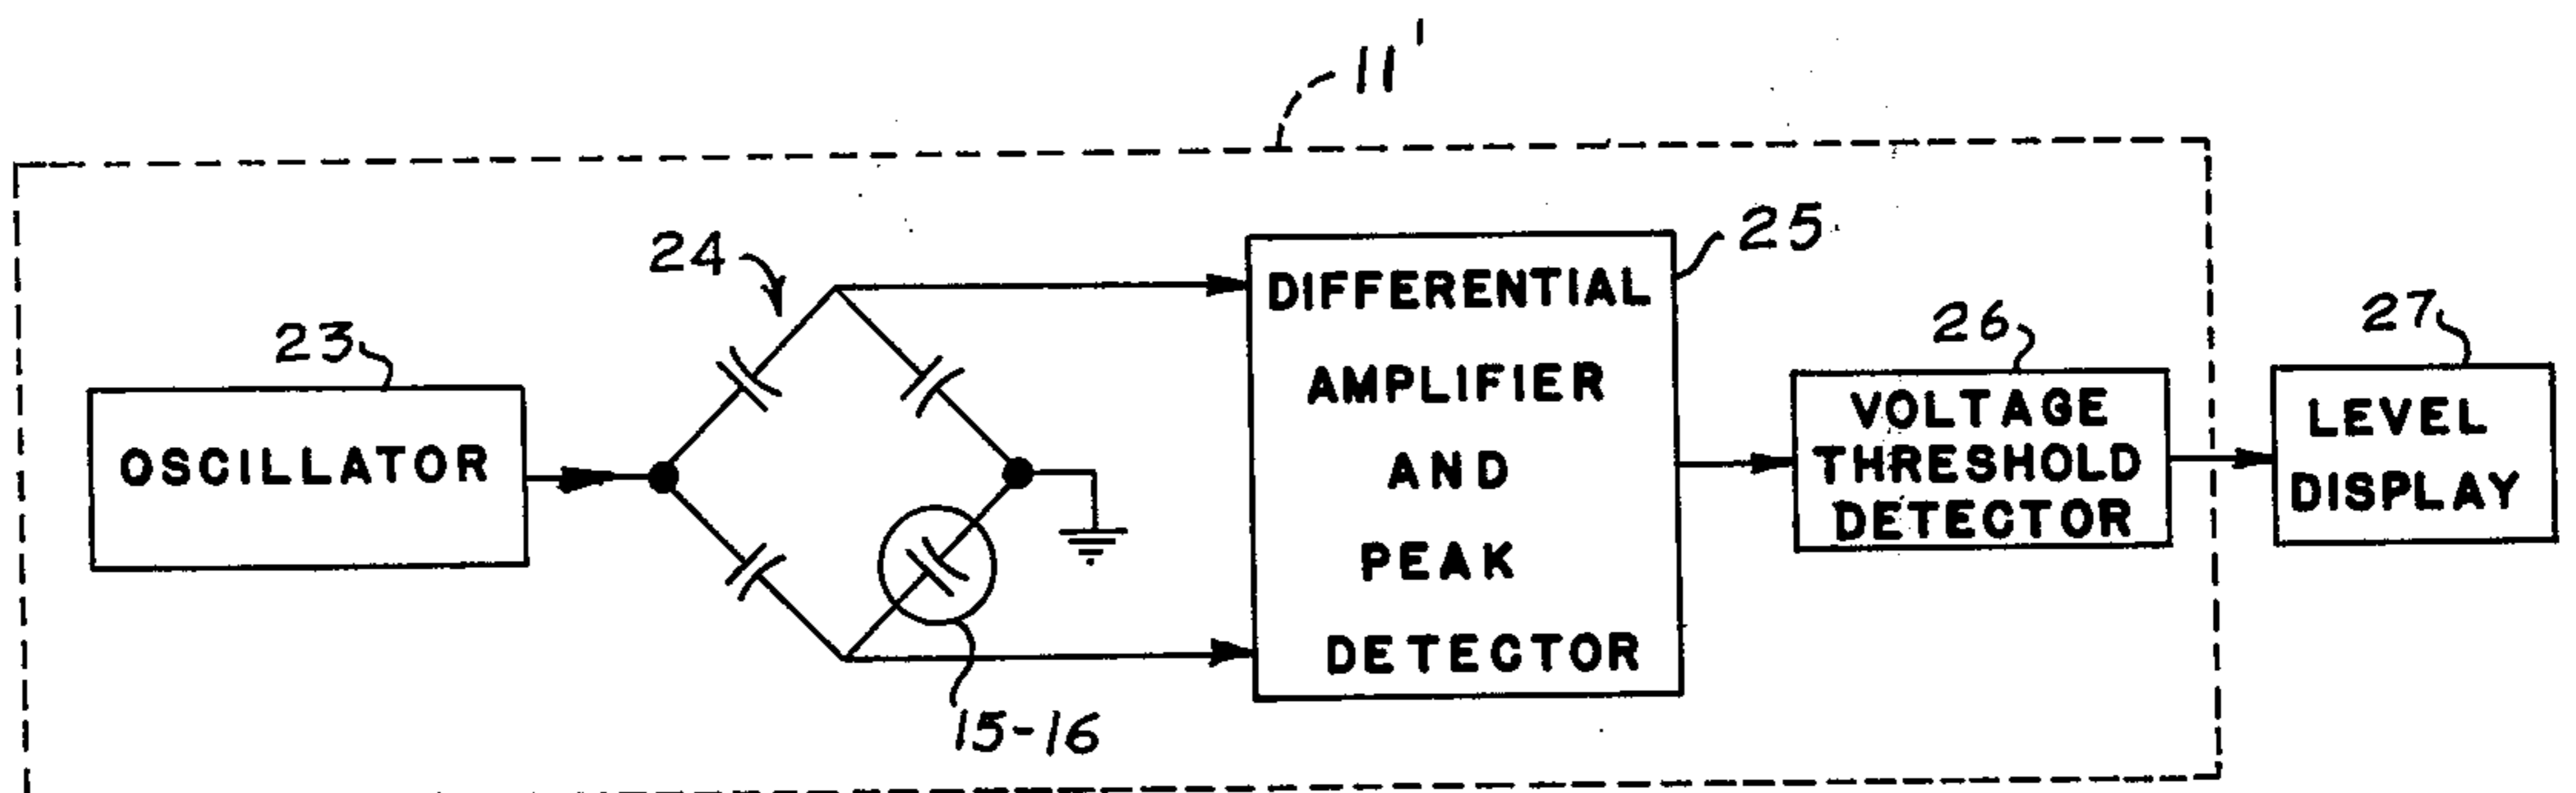 11'
24
25
23
26
27
OSCILLATOR
DIFFERENTIAL
AMPLIFIER
AND
PEAK
DETECTOR
VOLTAGE
THRESHOLD
DETECTOR
LEVEL
DISPLAY
15-16